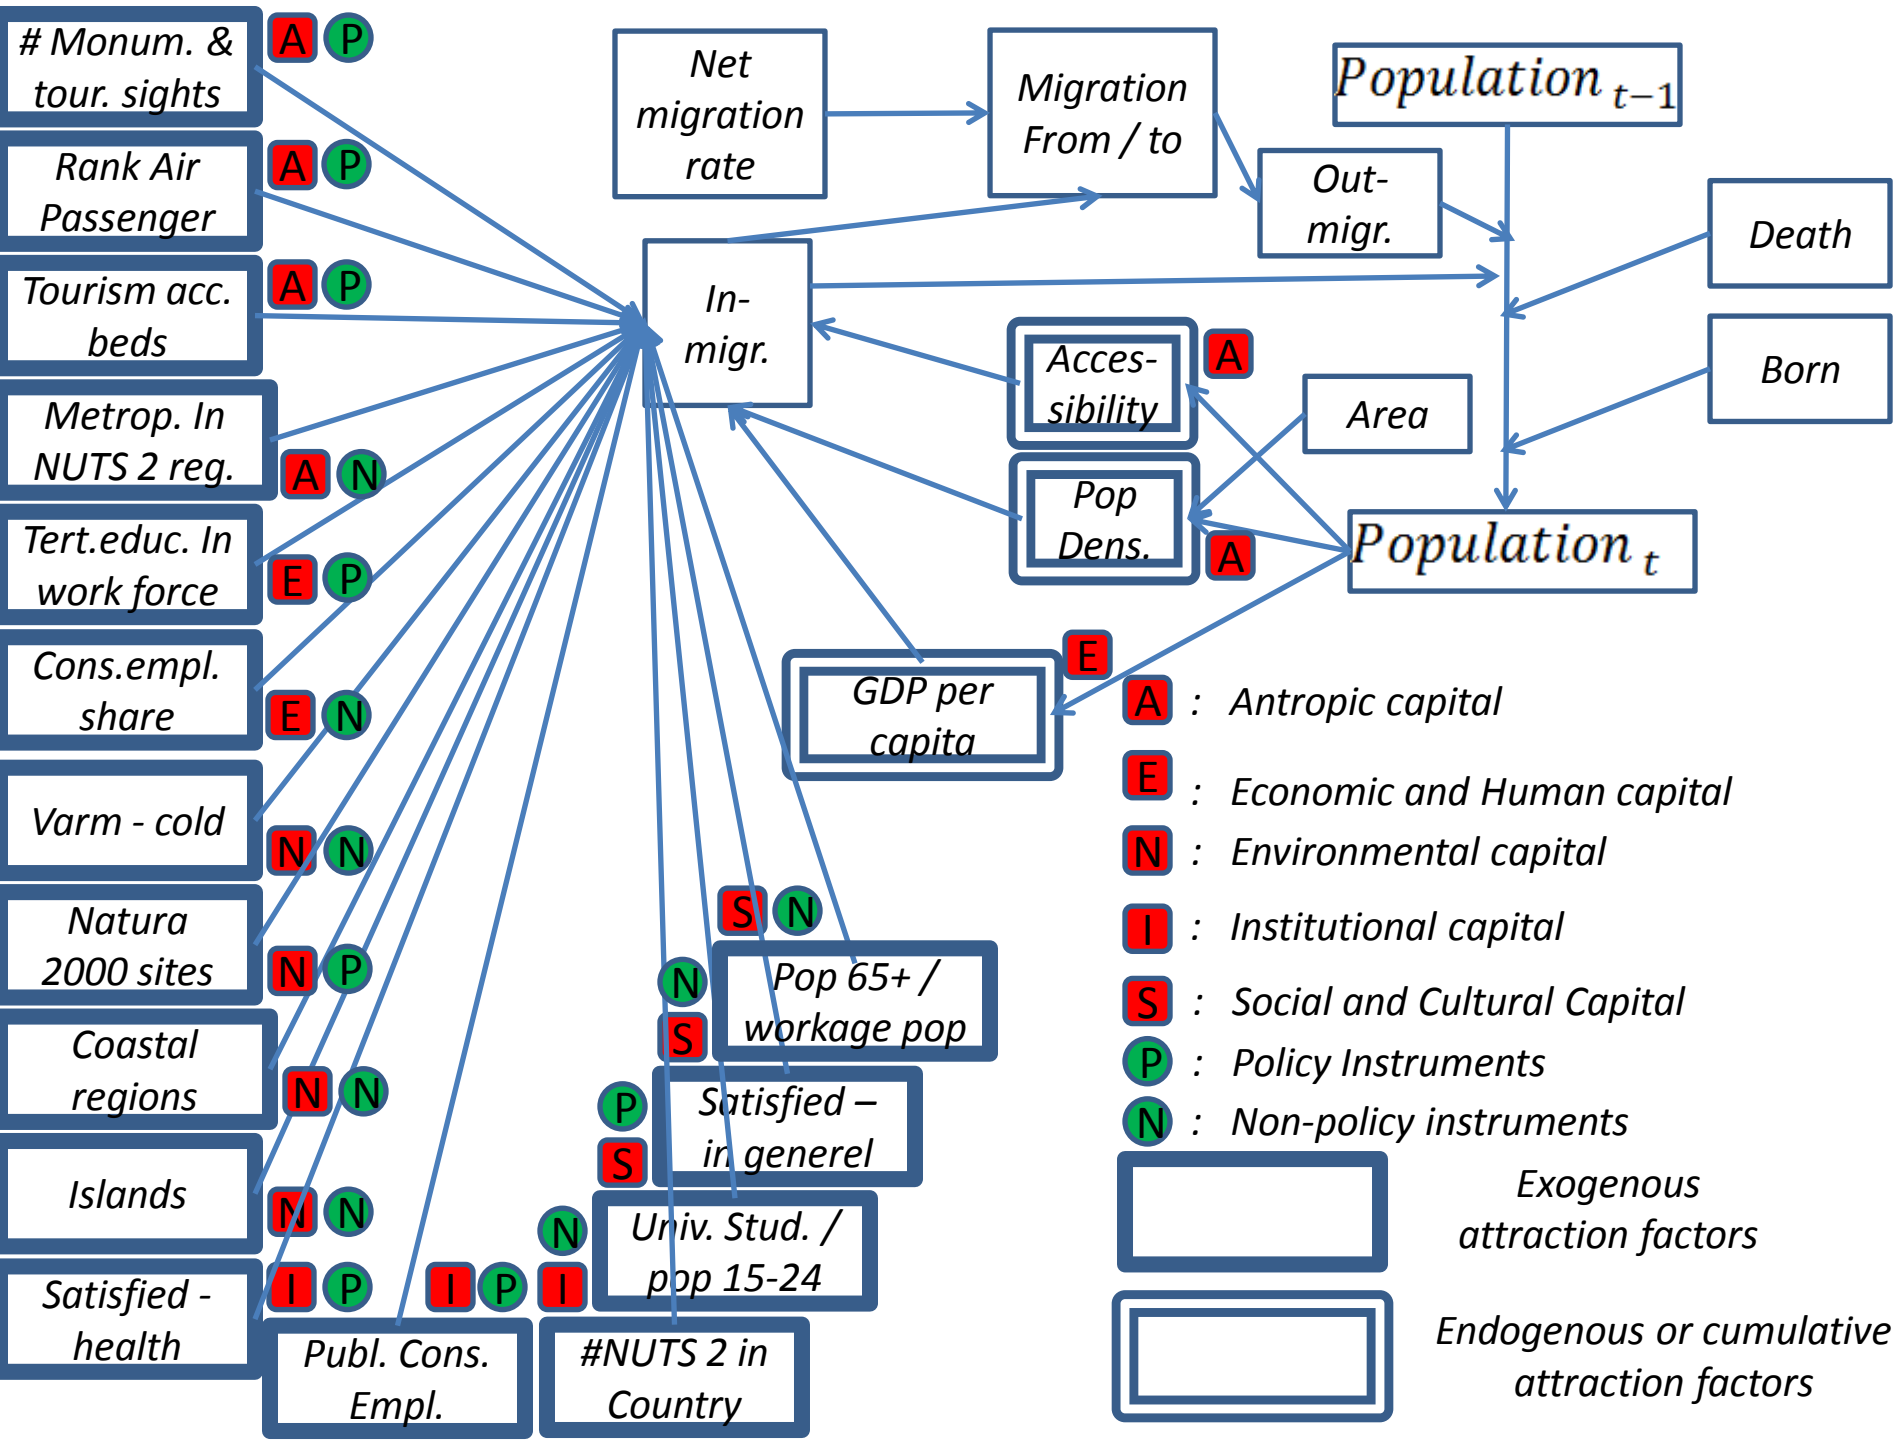 # Monum. &
tour. sights
A P
Rank Air
Passenger
A P
Tourism acc.
beds
A P
Metrop. In
NUTS 2 reg.
A N
Tert.educ. In
work force
E P
Cons.empl.
share
E N
Varm - cold
N N
Natura
2000 sites
N P
Coastal
regions
N N
Islands
N N
Satisfied -
health
I P
Publ. Cons.
Empl.
I P
#NUTS 2 in
Country
N
I
Univ. Stud. /
pop 15-24
P
S
Satisfied –
in generel
N
S
Pop 65+ /
workage pop
S N
Net
migration
rate
Migration
From / to
Population t−1
Out-
migr.
Death
In-
migr.
Born
Acces-
sibility
A
Area
Pop
Dens.
A
Population t
GDP per
capita
E
A : Antropic capital
E : Economic and Human capital
N : Environmental capital
I : Institutional capital
S : Social and Cultural Capital
P : Policy Instruments
N : Non-policy instruments
Exogenous
attraction factors
Endogenous or cumulative
attraction factors